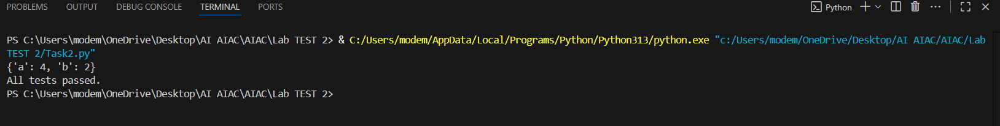 PROBLEMS OUTPUT DEBUG CONSOLE TERMINAL PORTS Python
PS C:\Users\modem\OneDrive\Desktop\AI AIAC\AIAC\Lab TEST 2> & C:/Users/modem/AppData/Local/Programs/Python/Python313/python.exe "c:/Users/modem/OneDrive/Desktop/AI AIAC/AIAC/Lab
TEST 2/Task2.py"
{'a': 4, 'b': 2}
All tests passed.
PS C:\Users\modem\OneDrive\Desktop\AI AIAC\AIAC\Lab TEST 2>